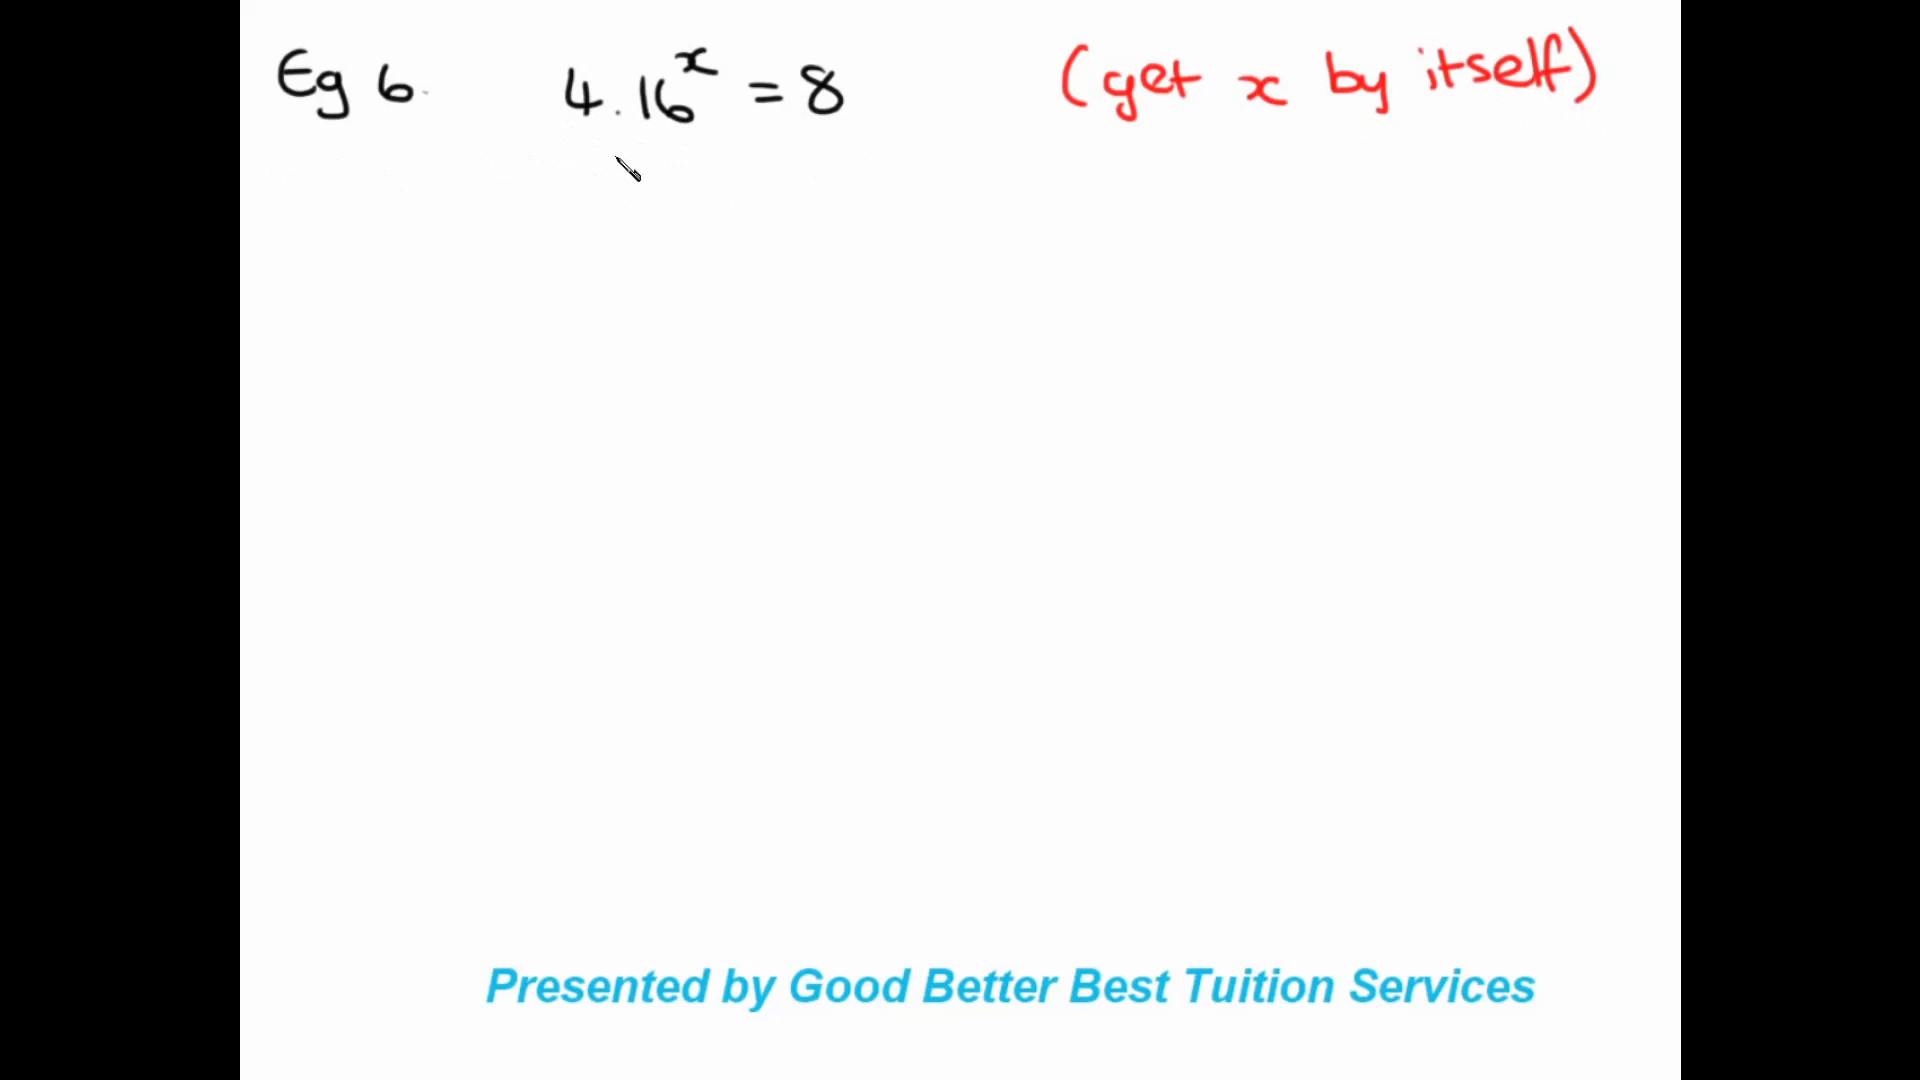 Eg 6. 4.16^x = 8 (get x by itself)
Presented by Good Better Best Tuition Services